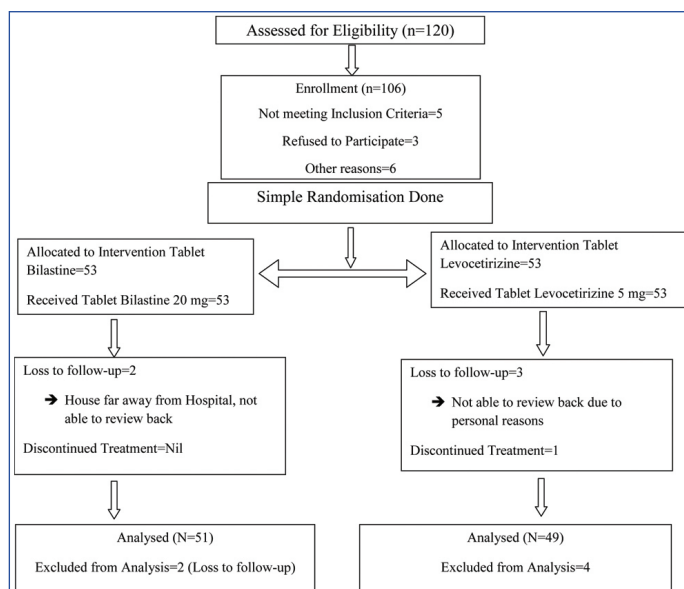 Assessed for Eligibility (n=120)
Enrollment (n=106)
Not meeting Inclusion Criteria=5
Refused to Participate=3
Other reasons=6
Simple Randomisation Done
Allocated to Intervention Tablet
Bilastine=53
Received Tablet Bilastine 20 mg=53
Allocated to Intervention Tablet
Levocetirizine=53
Received Tablet Levocetirizine 5 mg=53
Loss to follow-up=2
➔ House far away from Hospital, not
able to review back
Discontinued Treatment=Nil
Loss to follow-up=3
➔ Not able to review back due to
personal reasons
Discontinued Treatment=1
Analysed (N=51)
Excluded from Analysis=2 (Loss to follow-up)
Analysed (N=49)
Excluded from Analysis=4